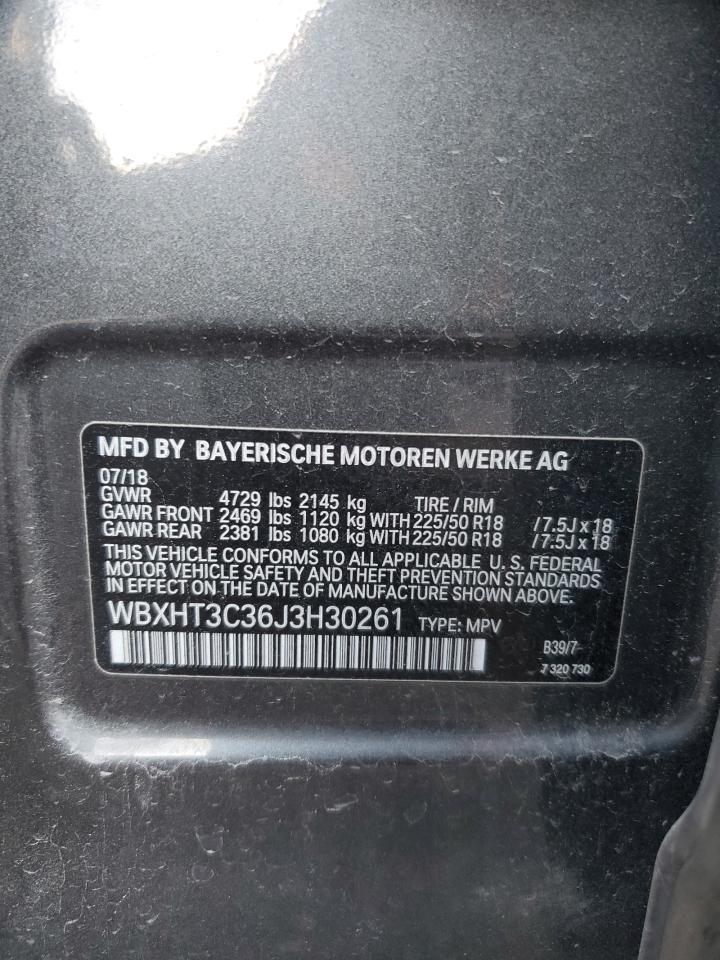 MFD BY BAYERISCHE MOTOREN WERKE AG
07/18
GVWR 4729 lbs 2145 kg TIRE / RIM
GAWR FRONT 2469 lbs 1120 kg WITH 225/50 R18 / 7.5J x 18
GAWR REAR 2381 lbs 1080 kg WITH 225/50 R18 / 7.5J x 18
THIS VEHICLE CONFORMS TO ALL APPLICABLE U. S. FEDERAL
MOTOR VEHICLE SAFETY AND THEFT PREVENTION STANDARDS
IN EFFECT ON THE DATE OF MANUFACTURE SHOWN ABOVE.
WBXHT3C36J3H30261 TYPE: MPV
B39/7
7 320 730